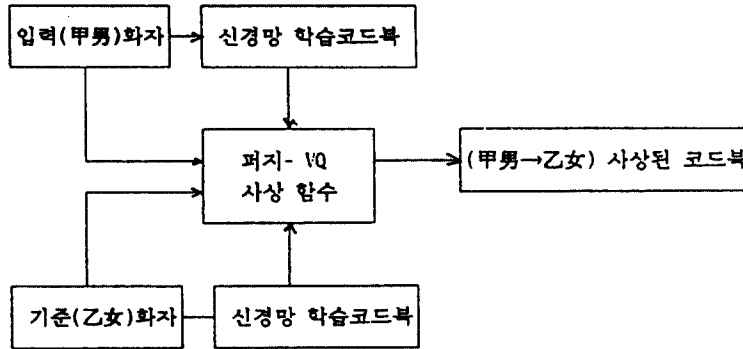 입력(甲男)화자
신경망 학습코드북
퍼지- VQ
사상 함수
(甲男→乙女) 사상된 코드북
기준(乙女)화자
신경망 학습코드북